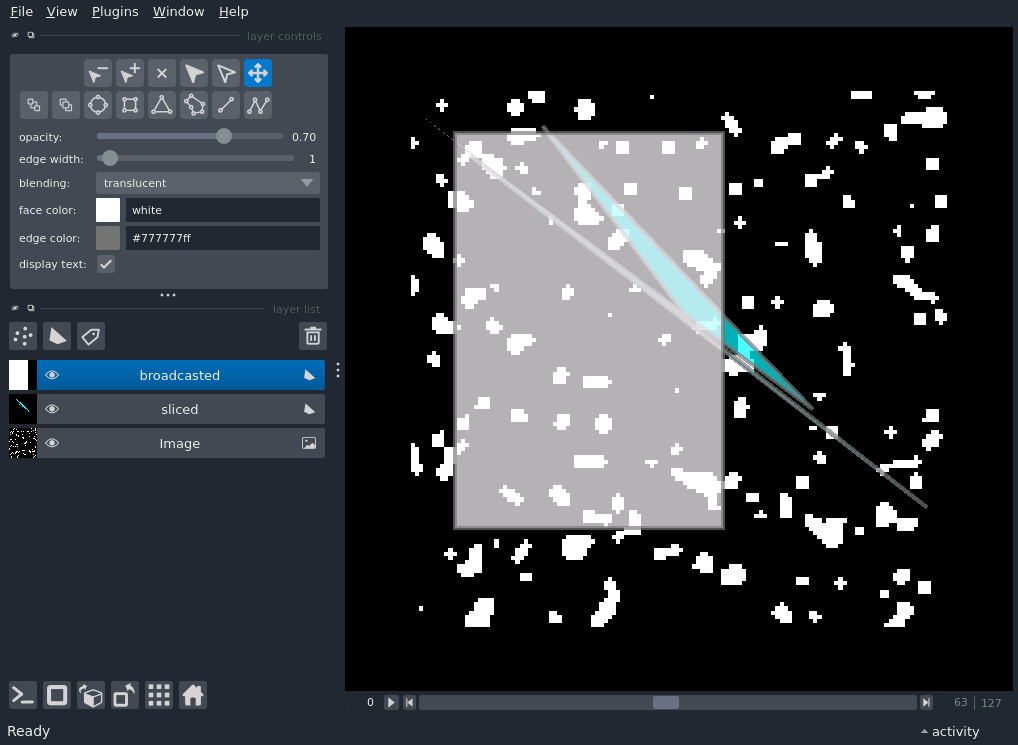 File View Plugins Window Help
layer controls
opacity: 0.70
edge width: 1
blending: translucent
face color: white
edge color: #777777ff
display text:
layer list
broadcasted
sliced
Image
0 63 | 127
Ready activity